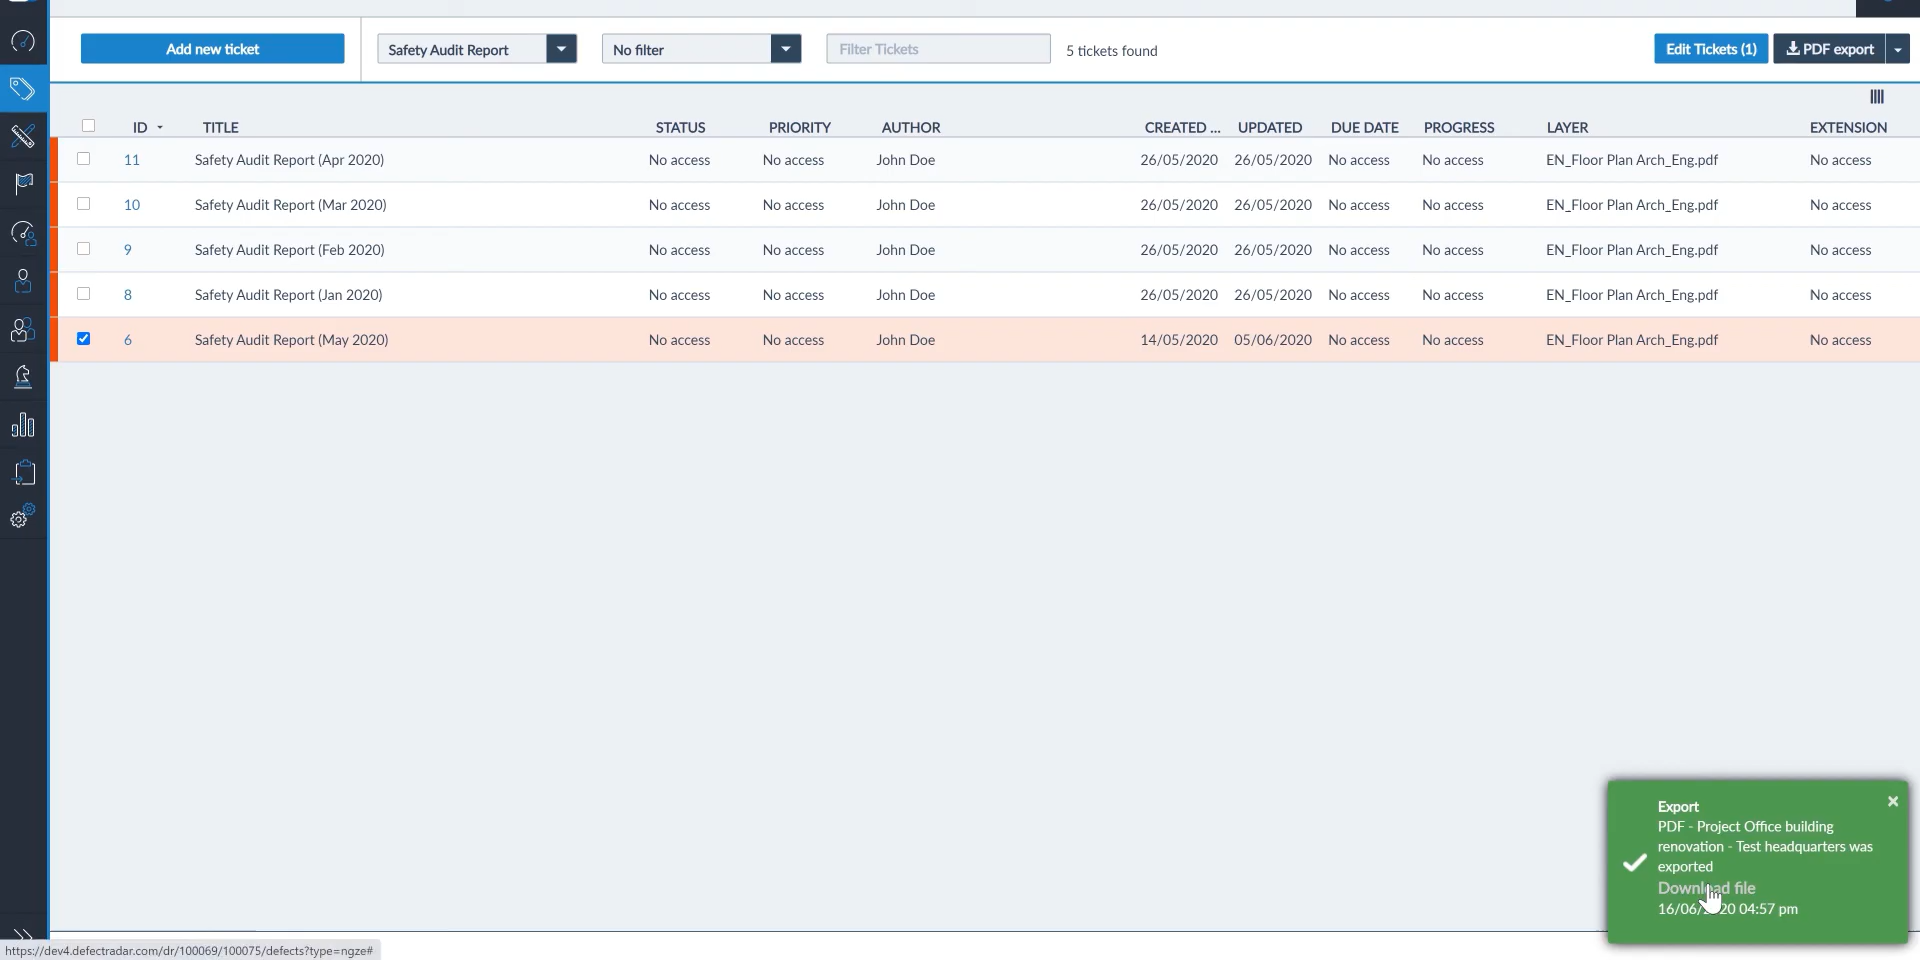 Add new ticket
Safety Audit Report
No filter
Filter Tickets
5 tickets found
Edit Tickets (1)
PDF export
ID TITLE STATUS PRIORITY AUTHOR CREATED ... UPDATED DUE DATE PROGRESS LAYER EXTENSION
11 Safety Audit Report (Apr 2020) No access No access John Doe 26/05/2020 26/05/2020 No access No access EN_Floor Plan Arch_Eng.pdf No access
10 Safety Audit Report (Mar 2020) No access No access John Doe 26/05/2020 26/05/2020 No access No access EN_Floor Plan Arch_Eng.pdf No access
9 Safety Audit Report (Feb 2020) No access No access John Doe 26/05/2020 26/05/2020 No access No access EN_Floor Plan Arch_Eng.pdf No access
8 Safety Audit Report (Jan 2020) No access No access John Doe 26/05/2020 26/05/2020 No access No access EN_Floor Plan Arch_Eng.pdf No access
6 Safety Audit Report (May 2020) No access No access John Doe 14/05/2020 05/06/2020 No access No access EN_Floor Plan Arch_Eng.pdf No access
Export
PDF - Project Office building
renovation - Test headquarters was
exported
Download file
16/06/2020 04:57 pm
https://dev4.defectradar.com/dr/100069/100075/defects?type=ngze#